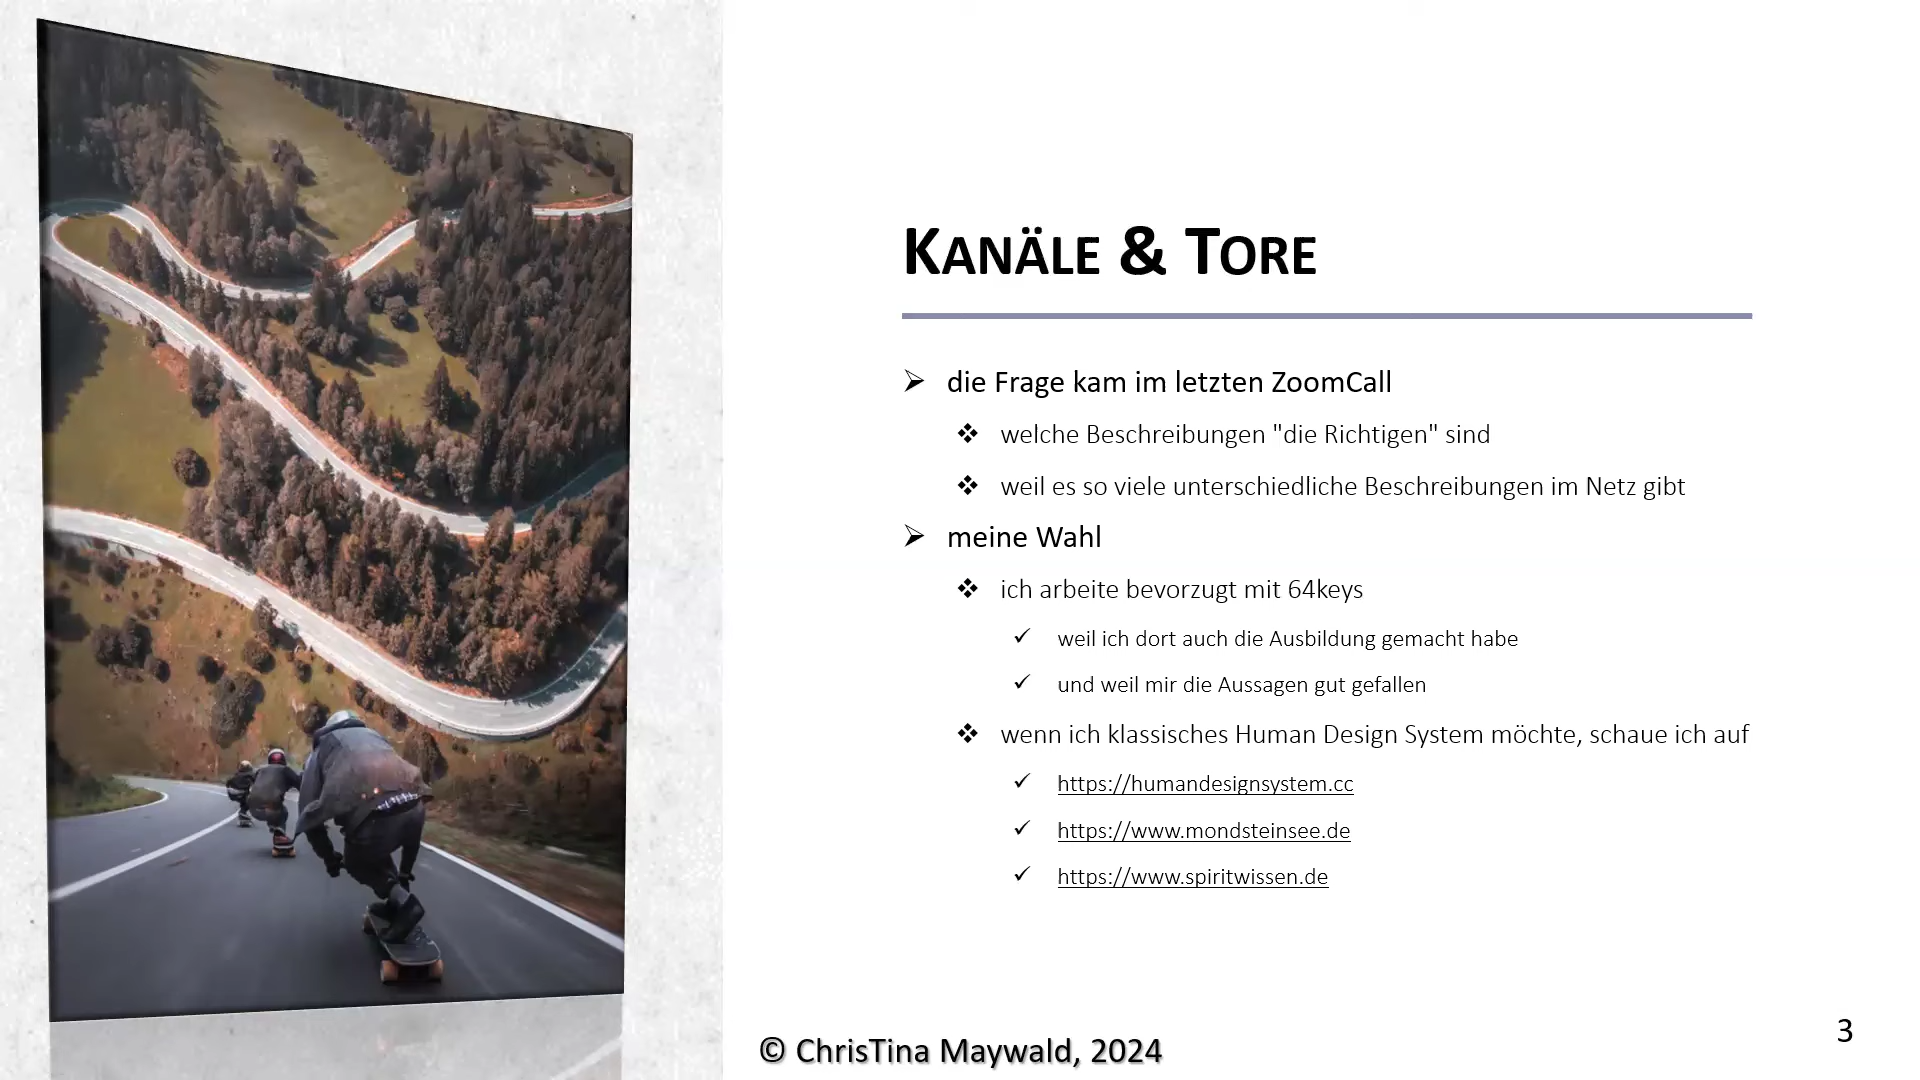 KANÄLE & TORE
die Frage kam im letzten ZoomCall
welche Beschreibungen "die Richtigen" sind
weil es so viele unterschiedliche Beschreibungen im Netz gibt
meine Wahl
ich arbeite bevorzugt mit 64keys
weil ich dort auch die Ausbildung gemacht habe
und weil mir die Aussagen gut gefallen
wenn ich klassisches Human Design System möchte, schaue ich auf
https://humandesignsystem.cc
https://www.mondsteinsee.de
https://www.spiritwissen.de
© ChrisTina Maywald, 2024
3